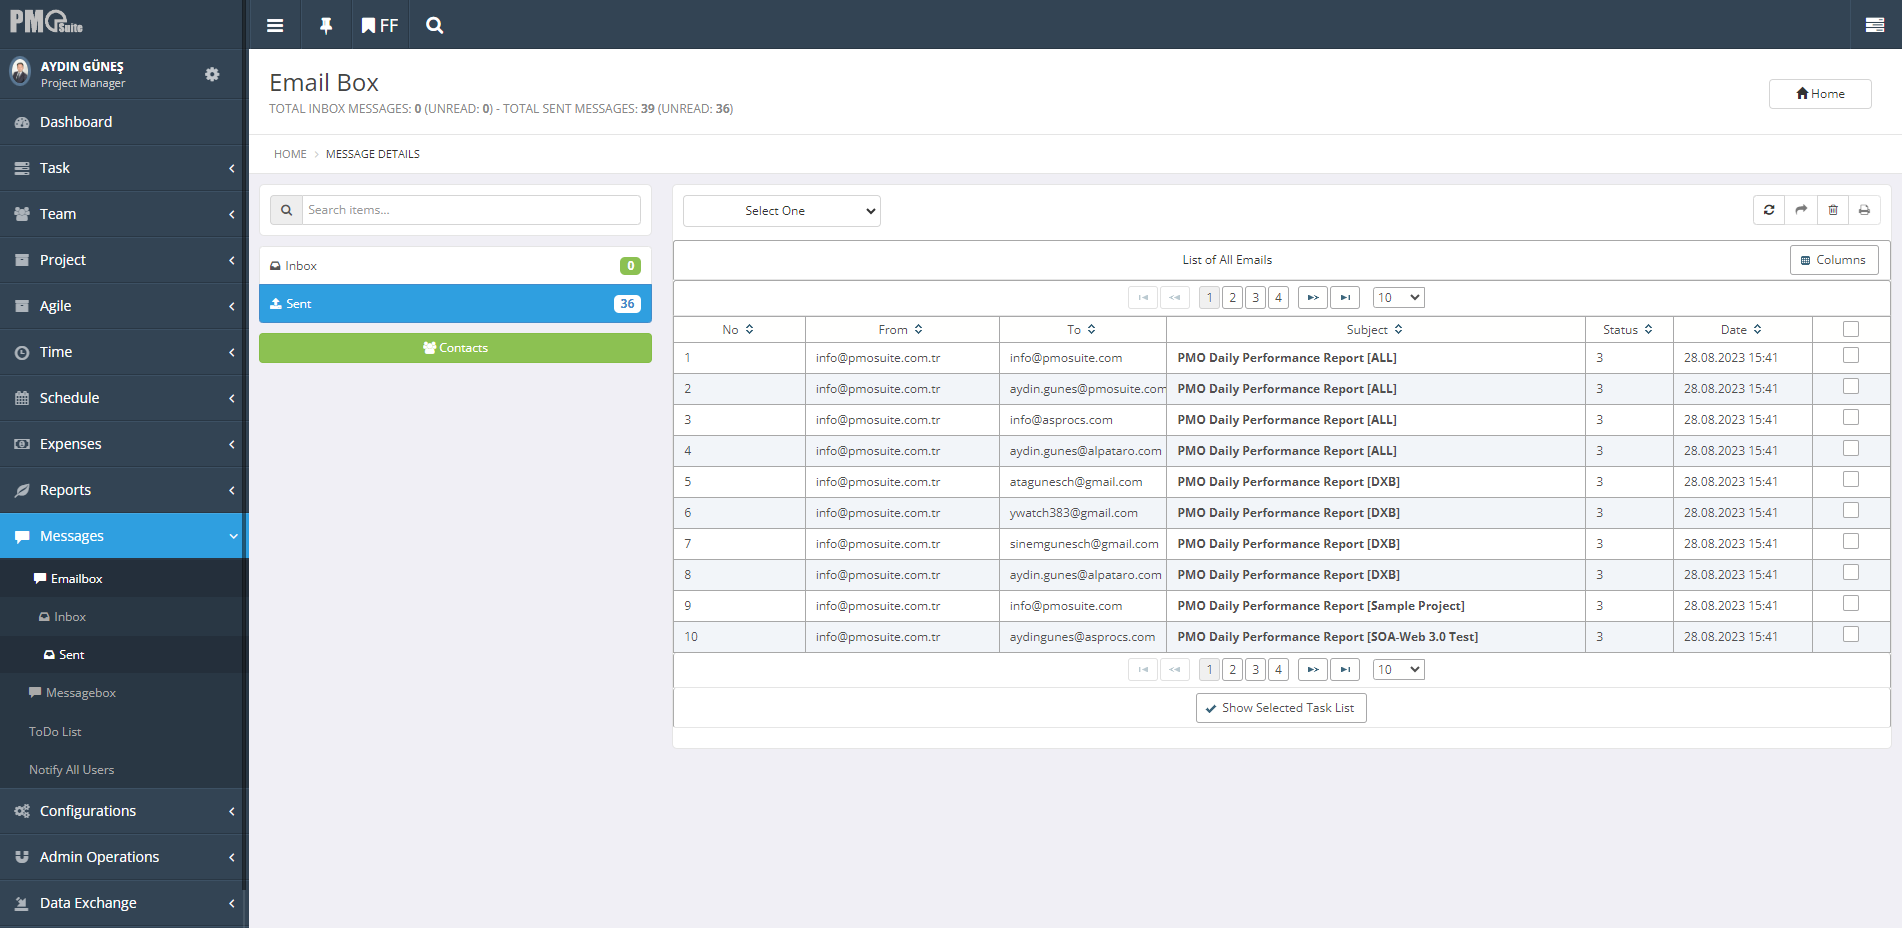 PMO Suite
FF
AYDIN GÜNEŞ
Project Manager
Dashboard
Task
Team
Project
Agile
Time
Schedule
Expenses
Reports
Messages
Emailbox
Inbox
Sent
Messagebox
ToDo List
Notify All Users
Configurations
Admin Operations
Data Exchange
Email Box
TOTAL INBOX MESSAGES: 0 (UNREAD: 0) - TOTAL SENT MESSAGES: 39 (UNREAD: 36)
Home
HOME > MESSAGE DETAILS
Search items...
Inbox 0
Sent 36
Contacts
Select One
List of All Emails
Columns
1 2 3 4 10
No From To Subject Status Date
1 info@pmosuite.com.tr info@pmosuite.com PMO Daily Performance Report [ALL] 3 28.08.2023 15:41
2 info@pmosuite.com.tr aydin.gunes@pmosuite.com PMO Daily Performance Report [ALL] 3 28.08.2023 15:41
3 info@pmosuite.com.tr info@asprocs.com PMO Daily Performance Report [ALL] 3 28.08.2023 15:41
4 info@pmosuite.com.tr aydin.gunes@alpataro.com PMO Daily Performance Report [ALL] 3 28.08.2023 15:41
5 info@pmosuite.com.tr atagunesch@gmail.com PMO Daily Performance Report [DXB] 3 28.08.2023 15:41
6 info@pmosuite.com.tr ywatch383@gmail.com PMO Daily Performance Report [DXB] 3 28.08.2023 15:41
7 info@pmosuite.com.tr sinemgunesch@gmail.com PMO Daily Performance Report [DXB] 3 28.08.2023 15:41
8 info@pmosuite.com.tr aydin.gunes@alpataro.com PMO Daily Performance Report [DXB] 3 28.08.2023 15:41
9 info@pmosuite.com.tr info@pmosuite.com PMO Daily Performance Report [Sample Project] 3 28.08.2023 15:41
10 info@pmosuite.com.tr aydingunes@asprocs.com PMO Daily Performance Report [SOA-Web 3.0 Test] 3 28.08.2023 15:41
1 2 3 4 10
Show Selected Task List